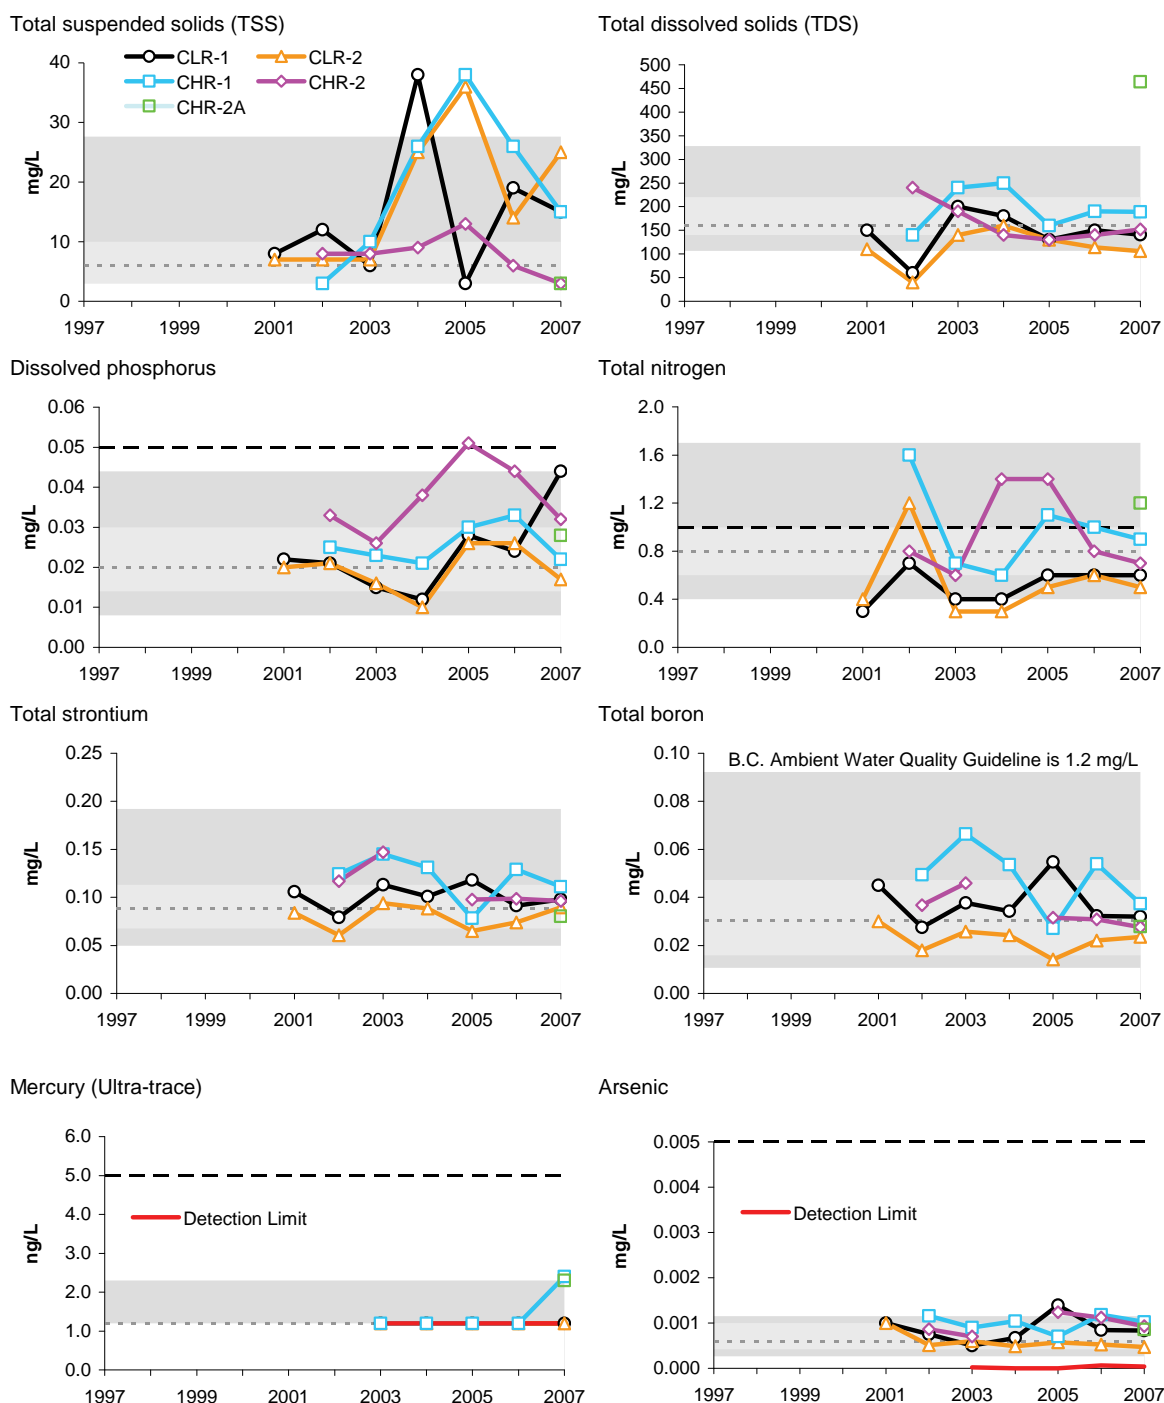 Total suspended solids (TSS)
CLR-1
CLR-2
CHR-1
CHR-2
CHR-2A
40
30
20
10
0
mg/L
1997 1999 2001 2003 2005 2007
Total dissolved solids (TDS)
500
450
400
350
300
250
200
150
100
50
0
mg/L
1997 1999 2001 2003 2005 2007
Dissolved phosphorus
0.06
0.05
0.04
0.03
0.02
0.01
0.00
mg/L
1997 1999 2001 2003 2005 2007
Total nitrogen
2.0
1.6
1.2
0.8
0.4
0.0
mg/L
1997 1999 2001 2003 2005 2007
Total strontium
0.25
0.20
0.15
0.10
0.05
0.00
mg/L
1997 1999 2001 2003 2005 2007
Total boron
B.C. Ambient Water Quality Guideline is 1.2 mg/L
0.10
0.08
0.06
0.04
0.02
0.00
mg/L
1997 1999 2001 2003 2005 2007
Mercury (Ultra-trace)
6.0
5.0
4.0
3.0
2.0
1.0
0.0
ng/L
Detection Limit
1997 1999 2001 2003 2005 2007
Arsenic
0.005
0.004
0.003
0.002
0.001
0.000
mg/L
Detection Limit
1997 1999 2001 2003 2005 2007